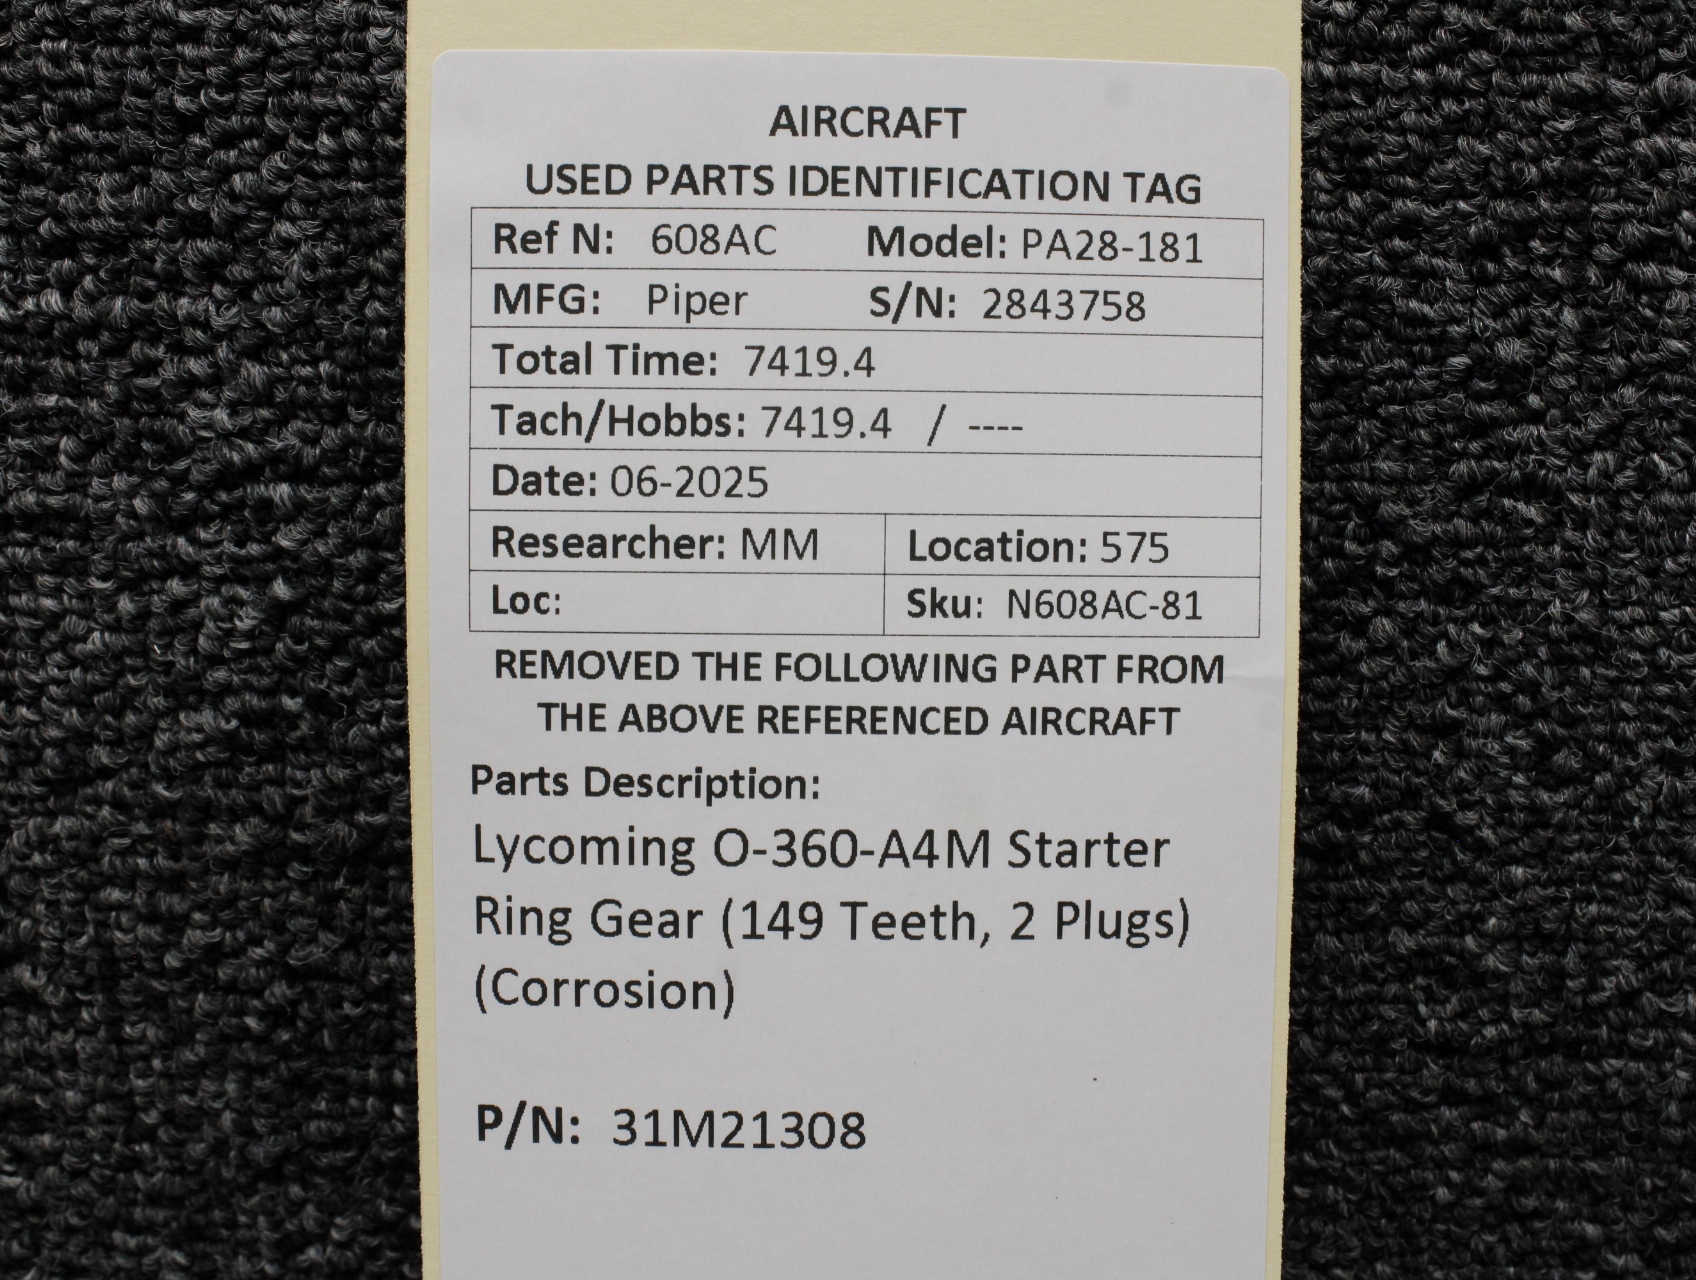 AIRCRAFT
USED PARTS IDENTIFICATION TAG
Ref N: 608AC Model: PA28-181
MFG: Piper S/N: 2843758
Total Time: 7419.4
Tach/Hobbs: 7419.4 / ----
Date: 06-2025
Researcher: MM Location: 575
Loc: Sku: N608AC-81
REMOVED THE FOLLOWING PART FROM
THE ABOVE REFERENCED AIRCRAFT
Parts Description:
Lycoming O-360-A4M Starter
Ring Gear (149 Teeth, 2 Plugs)
(Corrosion)
P/N: 31M21308